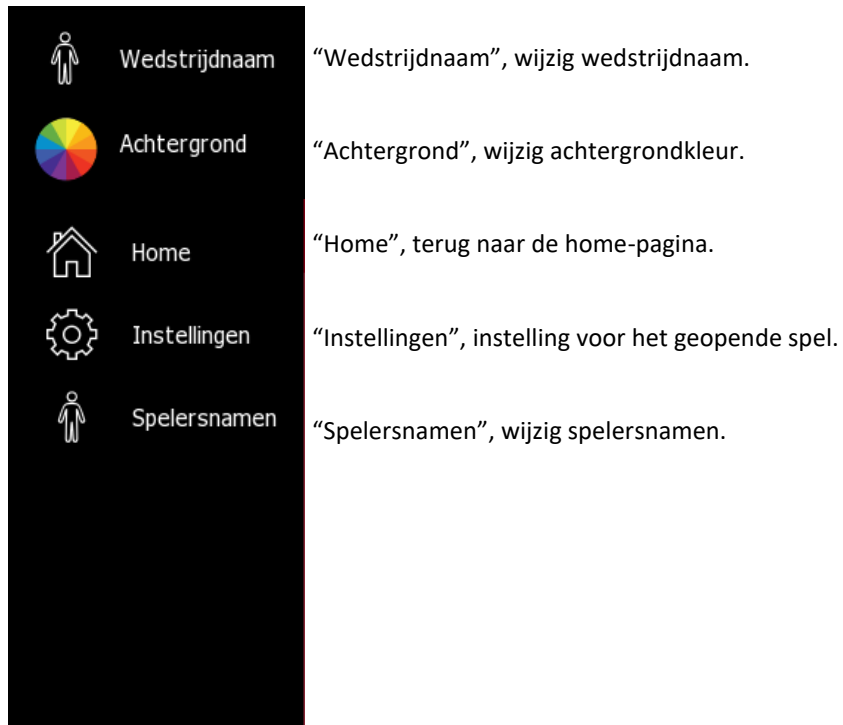 Wedstrijdnaam “Wedstrijdnaam”, wijzig wedstrijdnaam.
Achtergrond “Achtergrond”, wijzig achtergrondkleur.
Home “Home”, terug naar de home-pagina.
Instellingen “Instellingen”, instelling voor het geopende spel.
Spelersnamen “Spelersnamen”, wijzig spelersnamen.